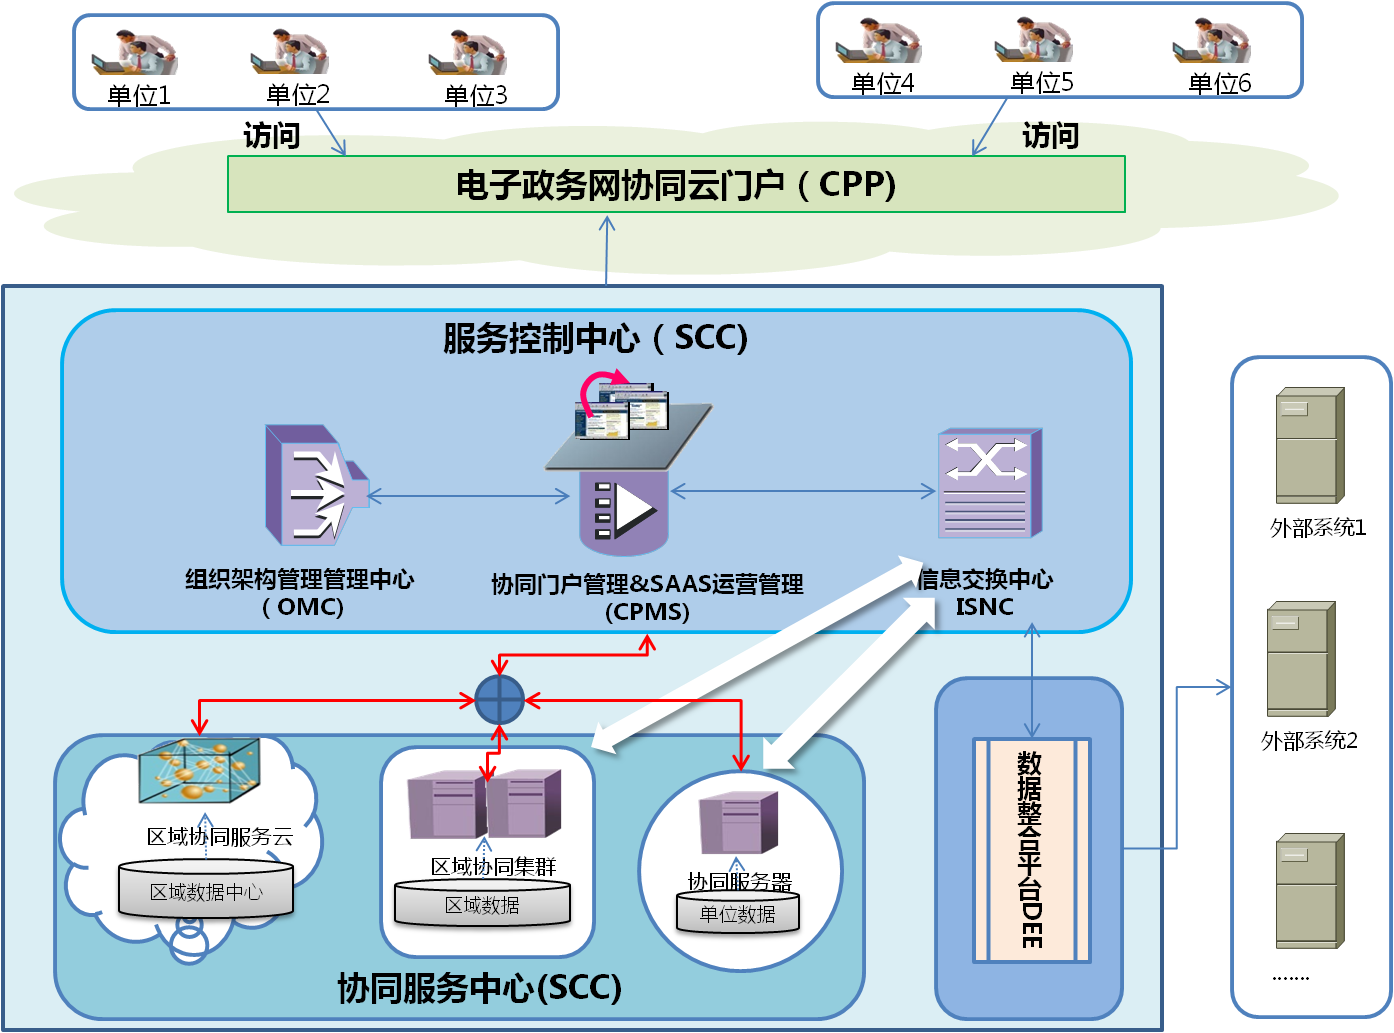 单位1
单位2
单位3
单位4
单位5
单位6
访问
访问
电子政务网协同云门户（CPP)
服务控制中心（SCC)
组织架构管理管理中心
（OMC)
协同门户管理&SAAS运营管理
(CPMS)
信息交换中心
ISNC
外部系统1
外部系统2
.......
区域协同服务云
区域数据中心
区域协同集群
区域数据
协同服务器
单位数据
协同服务中心(SCC)
数据整合平台DEE